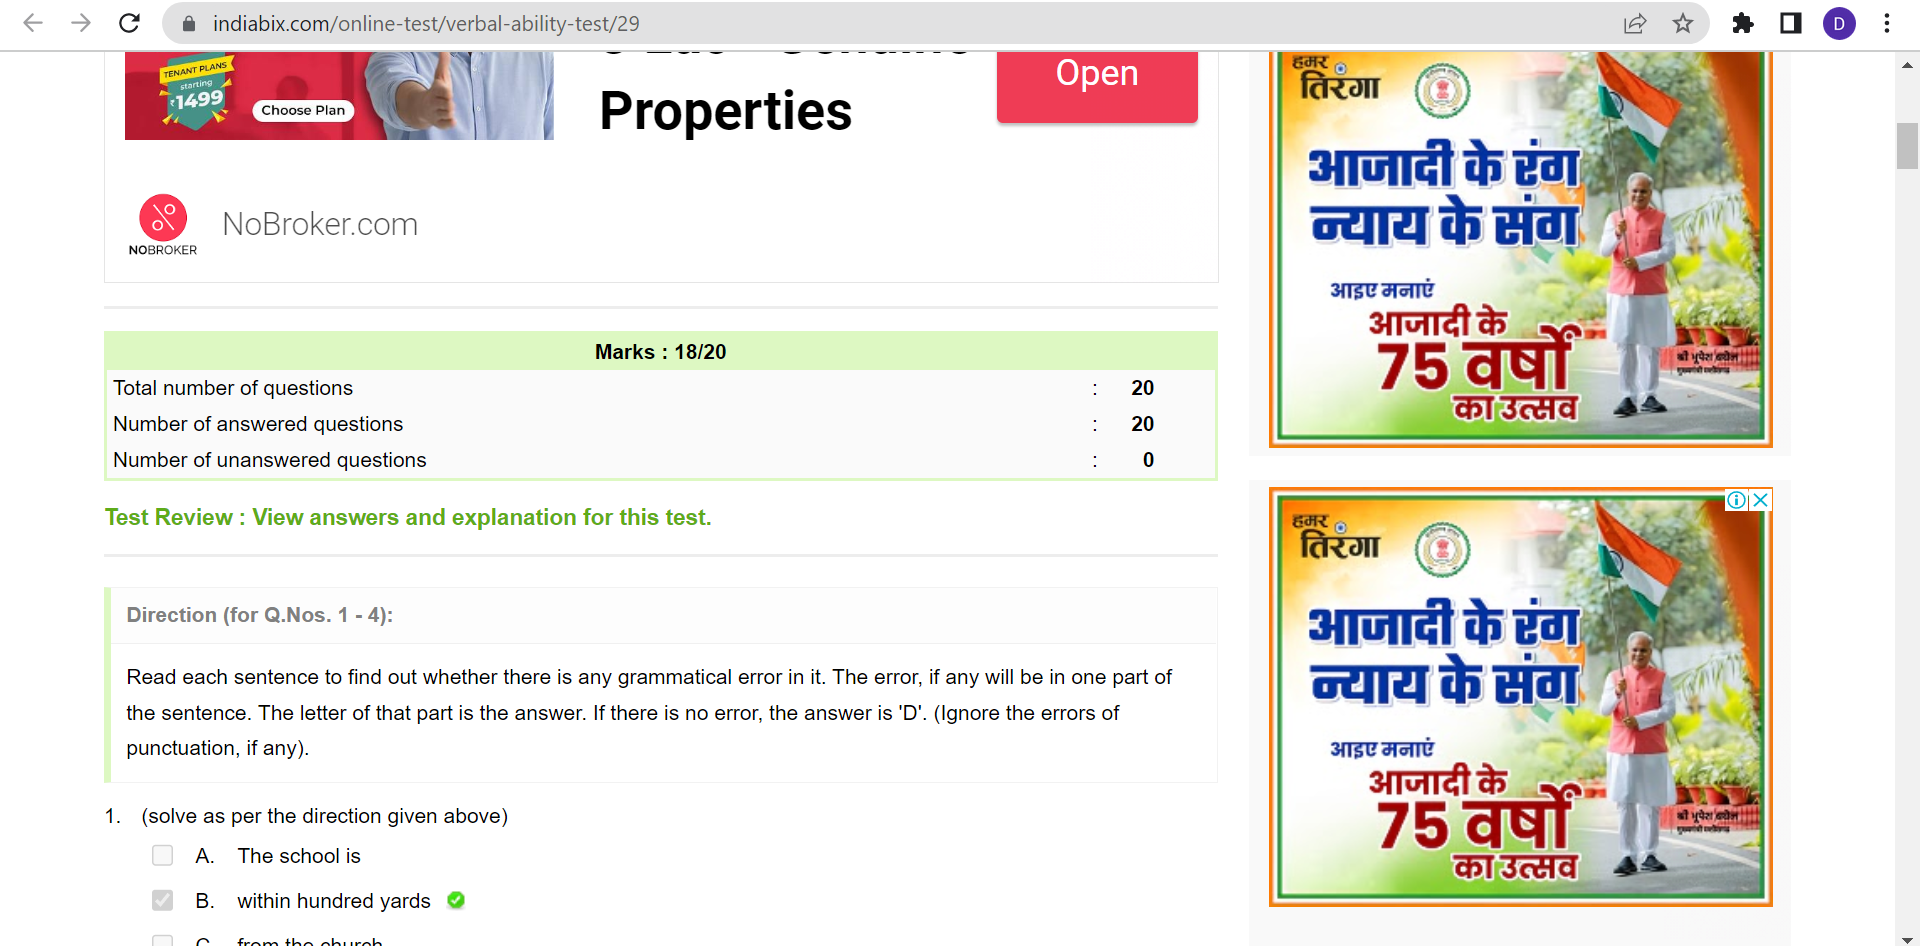 indiabix.com/online-test/verbal-ability-test/29
D
TENANT PLANS
starting
₹1499
Choose Plan
Properties
Open
NOBROKER
NoBroker.com
Marks : 18/20
Total number of questions : 20
Number of answered questions : 20
Number of unanswered questions : 0
Test Review : View answers and explanation for this test.
Direction (for Q.Nos. 1 - 4):
Read each sentence to find out whether there is any grammatical error in it. The error, if any will be in one part of
the sentence. The letter of that part is the answer. If there is no error, the answer is 'D'. (Ignore the errors of
punctuation, if any).
1. (solve as per the direction given above)
A. The school is
B. within hundred yards
C. from the church
हमर
तिरंगा
आजादी के रंग
न्याय के संग
आइए मनाएं
आजादी के
75 वर्षों
का उत्सव
श्री भूपेश बघेल
हमर
तिरंगा
आजादी के रंग
न्याय के संग
आइए मनाएं
आजादी के
75 वर्षों
का उत्सव
श्री भूपेश बघेल